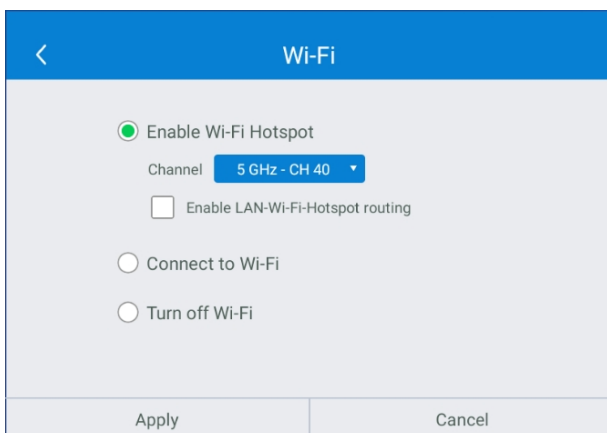 Wi-Fi
Enable Wi-Fi Hotspot
Channel 5 GHz - CH 40
Enable LAN-Wi-Fi-Hotspot routing
Connect to Wi-Fi
Turn off Wi-Fi
Apply Cancel